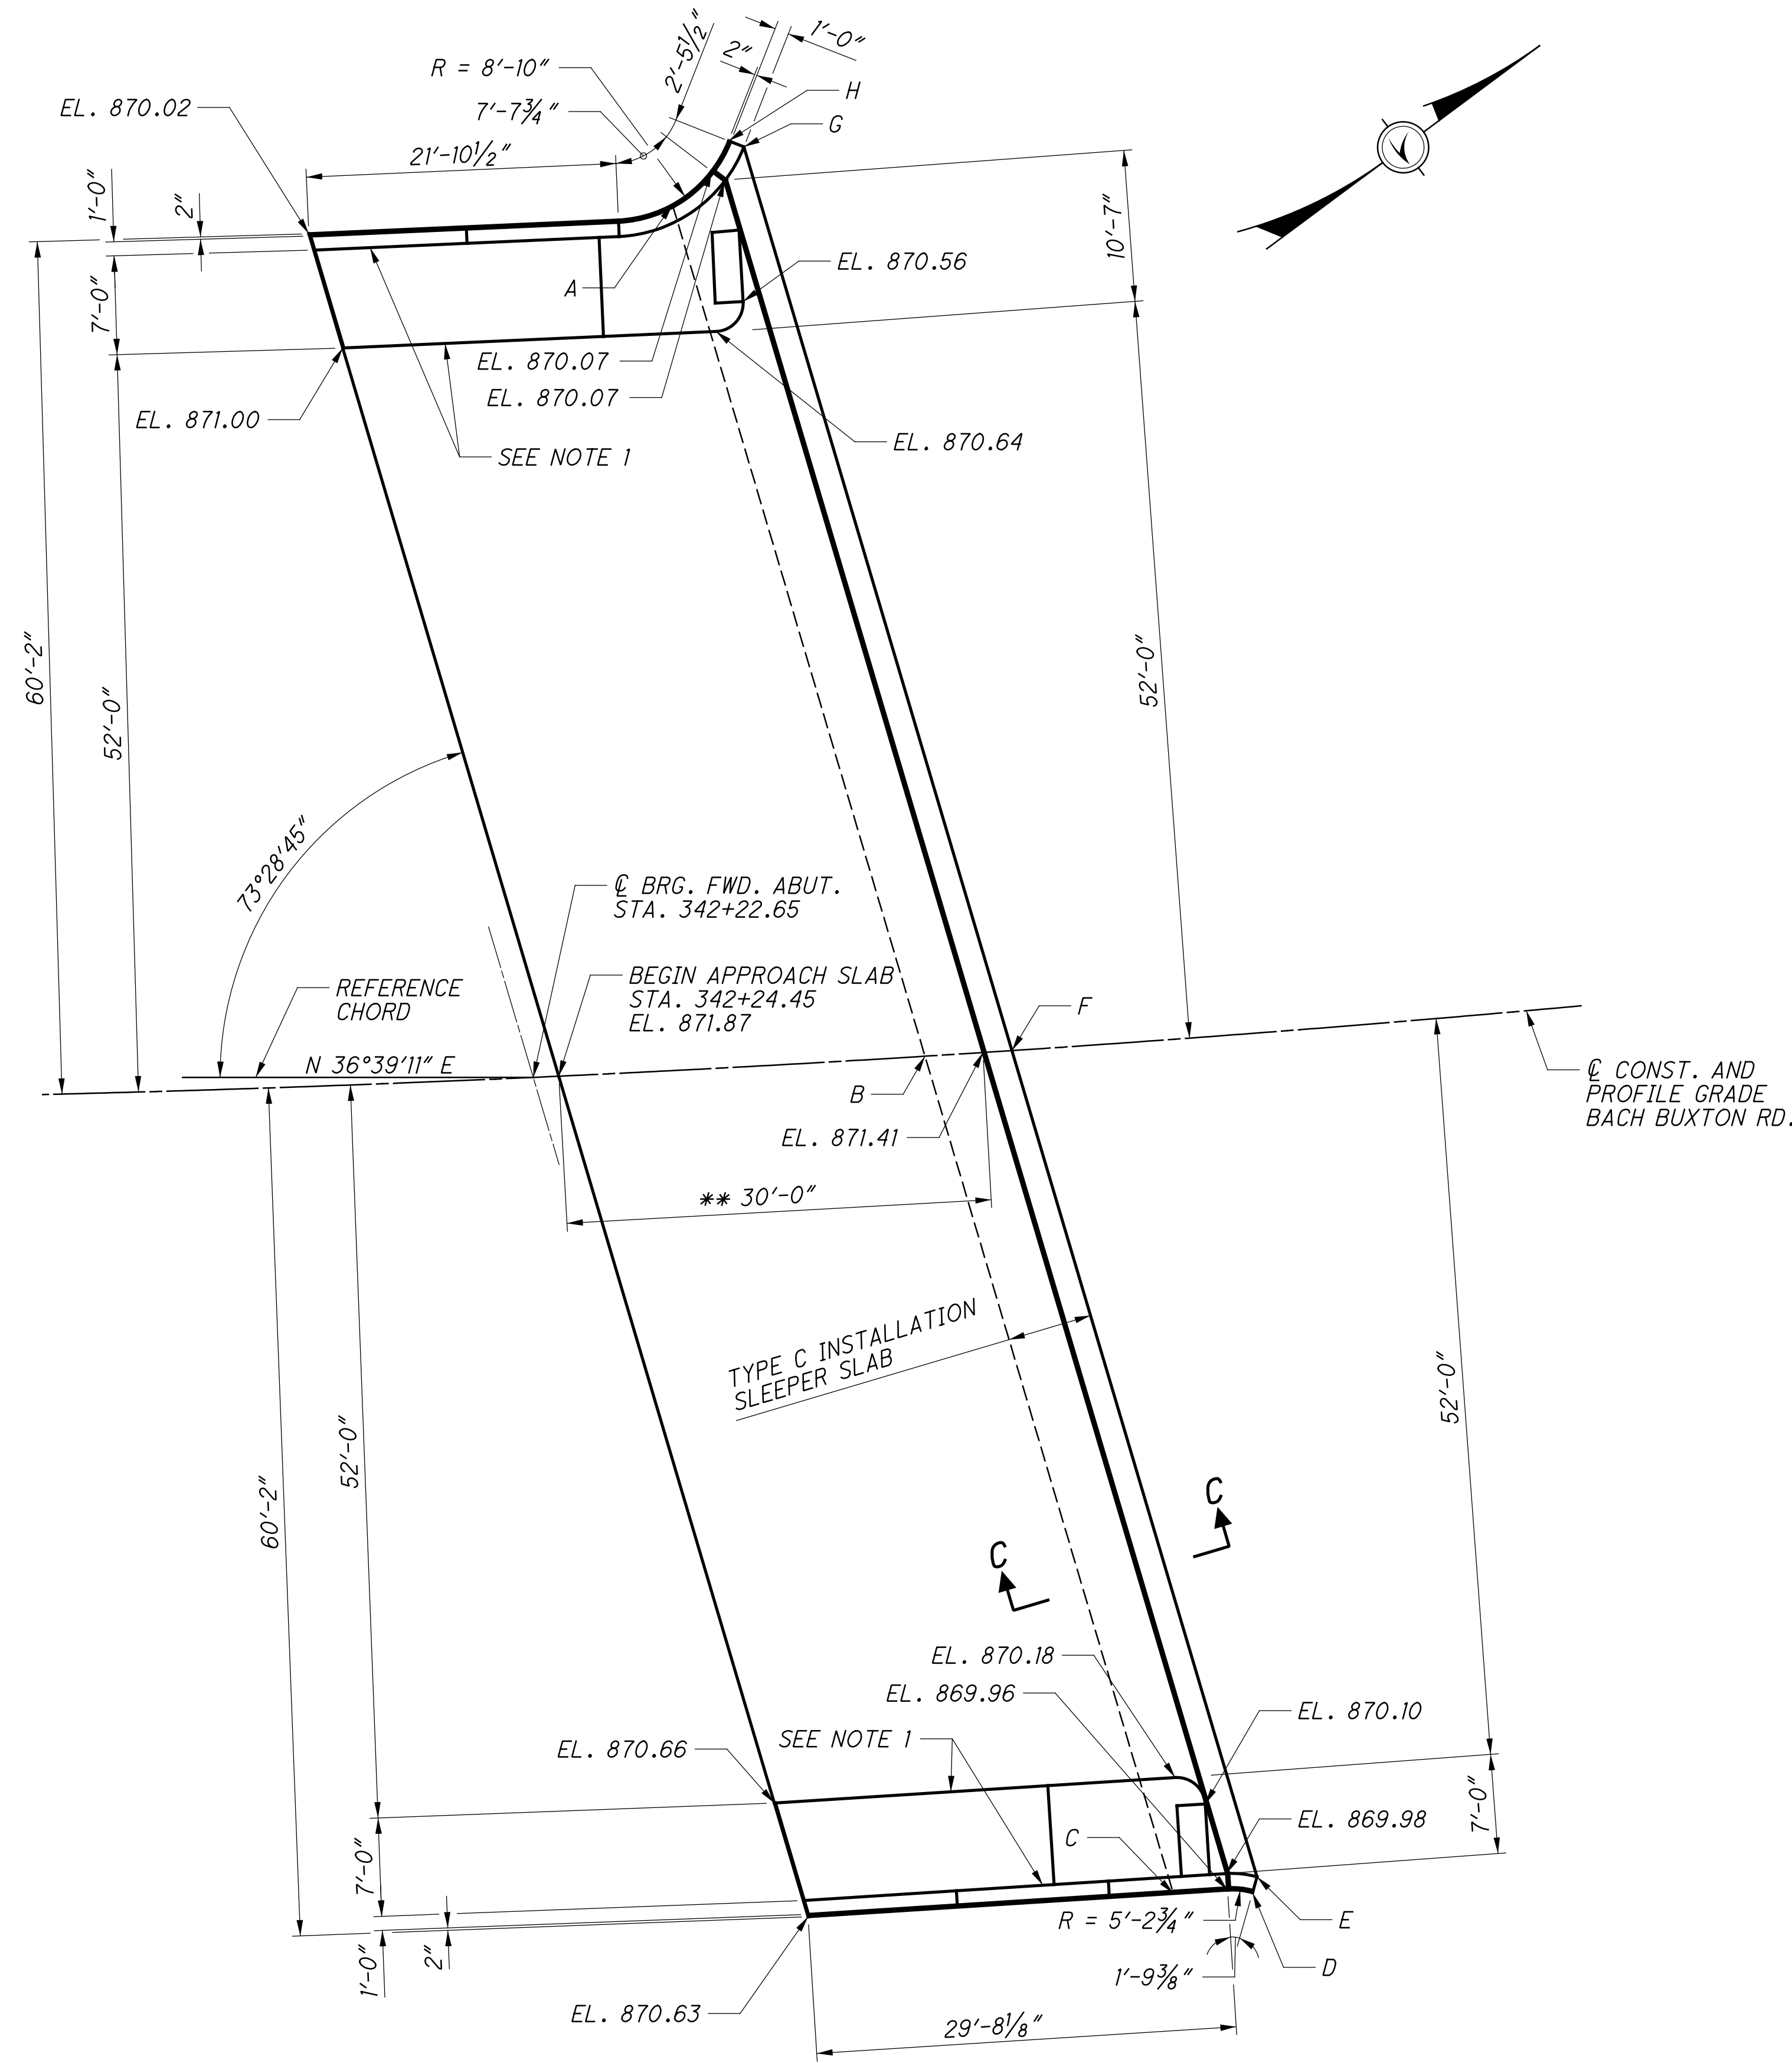 R = 8'-10"
7'-7¾"
2'-5½"
2"
1'-0"
H
G
EL. 870.02
21'-10½"
1'-0"
2"
7'-0"
10'-7"
A
EL. 870.56
EL. 870.07
EL. 870.07
EL. 871.00
EL. 870.64
SEE NOTE 1
60'-2"
52'-0"
52'-0"
73°28'45"
℄ BRG. FWD. ABUT.
STA. 342+22.65
BEGIN APPROACH SLAB
STA. 342+24.45
EL. 871.87
REFERENCE
CHORD
N 36°39'11" E
F
B
EL. 871.41
℄ CONST. AND
PROFILE GRADE
BACH BUXTON RD.
** 30'-0"
TYPE C INSTALLATION
SLEEPER SLAB
52'-0"
60'-2"
52'-0"
C
C
EL. 870.18
EL. 869.96
EL. 870.10
SEE NOTE 1
EL. 870.66
EL. 869.98
7'-0"
7'-0"
C
R = 5'-2¾"
E
D
1'-9⅜"
1'-0"
2"
EL. 870.63
29'-8⅛"